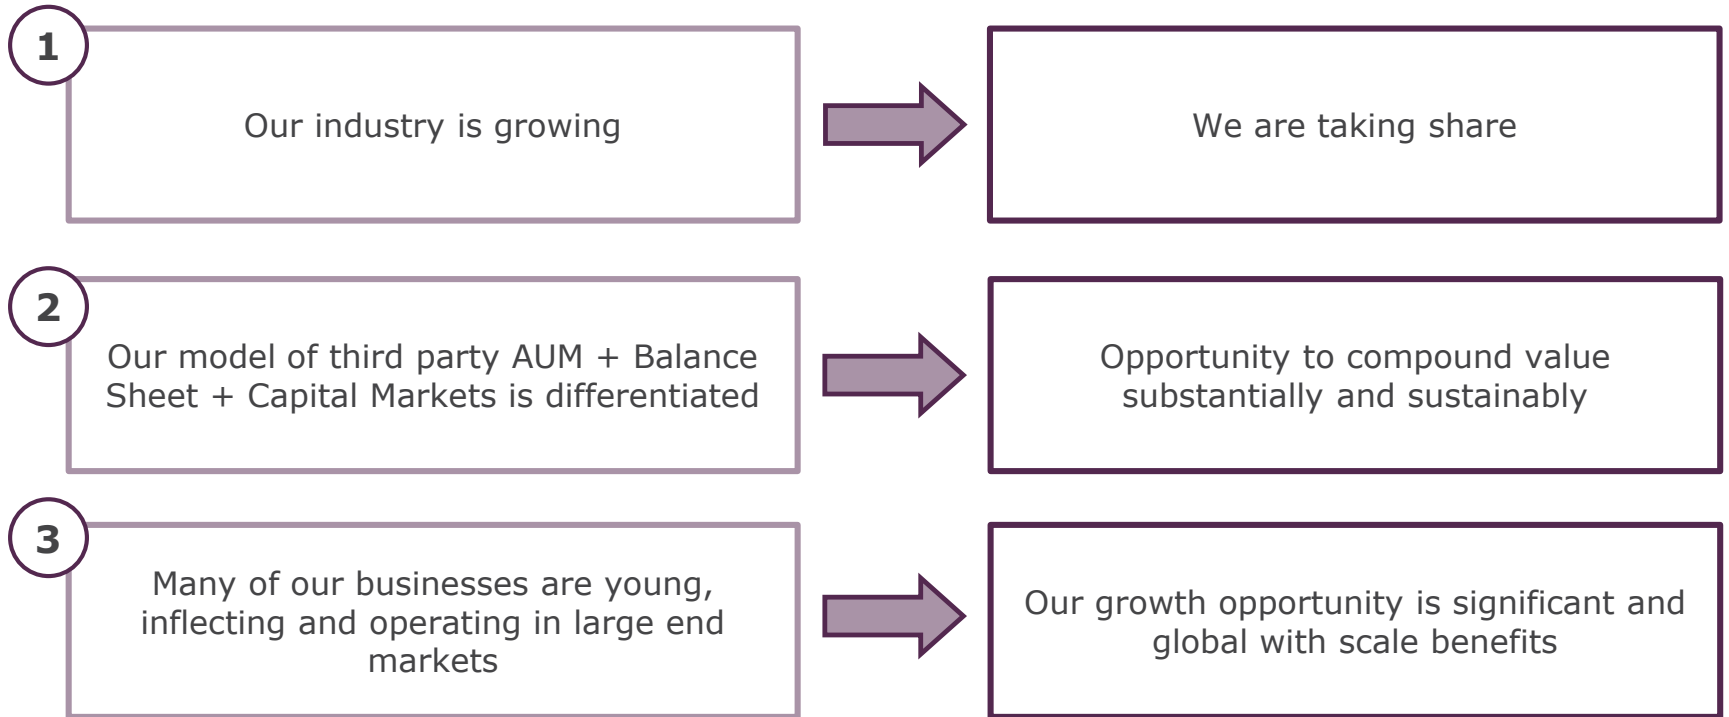 1
Our industry is growing
We are taking share
2
Our model of third party AUM + Balance
Sheet + Capital Markets is differentiated
Opportunity to compound value
substantially and sustainably
3
Many of our businesses are young,
inflecting and operating in large end
markets
Our growth opportunity is significant and
global with scale benefits